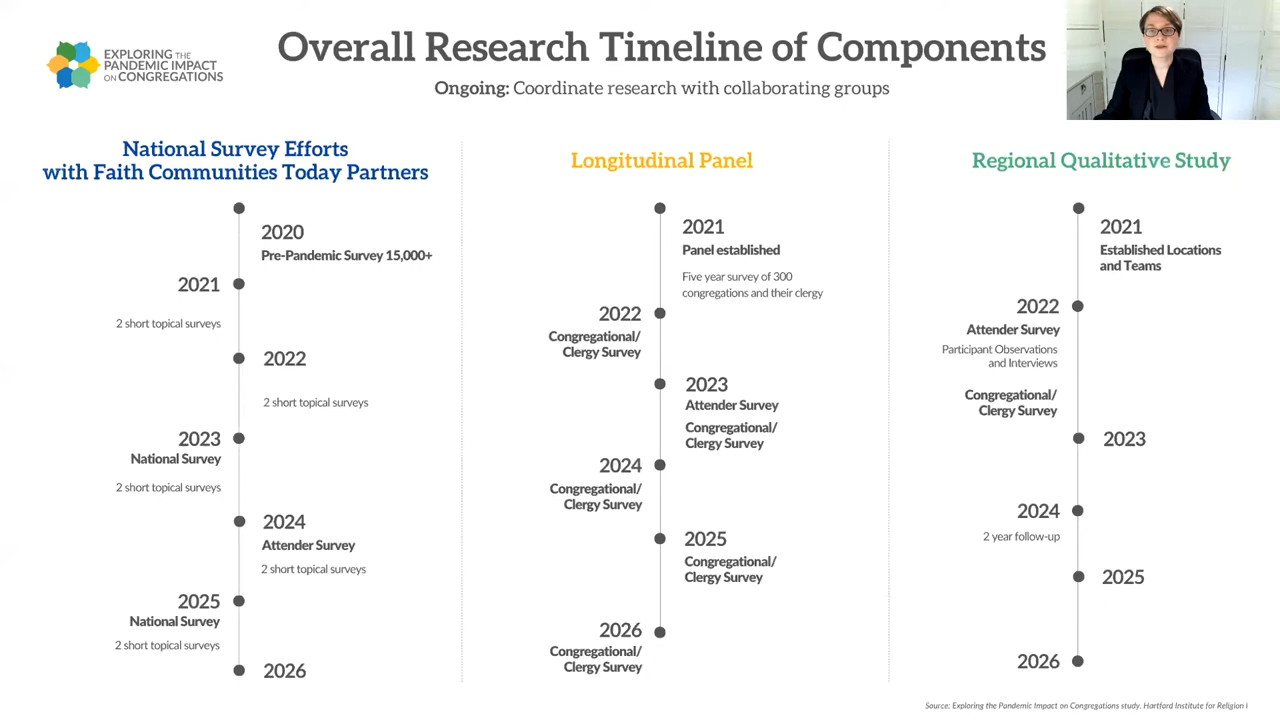 EXPLORING THE
PANDEMIC IMPACT
ON CONGREGATIONS
Overall Research Timeline of Components
Ongoing: Coordinate research with collaborating groups
National Survey Efforts
with Faith Communities Today Partners
2020
Pre-Pandemic Survey 15,000+
2021
2 short topical surveys
2022
2 short topical surveys
2023
National Survey
2 short topical surveys
2024
Attender Survey
2 short topical surveys
2025
National Survey
2 short topical surveys
2026
Longitudinal Panel
2021
Panel established
Five year survey of 300
congregations and their clergy
2022
Congregational/
Clergy Survey
2023
Attender Survey
Congregational/
Clergy Survey
2024
Congregational/
Clergy Survey
2025
Congregational/
Clergy Survey
2026
Congregational/
Clergy Survey
Regional Qualitative Study
2021
Established Locations
and Teams
2022
Attender Survey
Participant Observations
and Interviews
Congregational/
Clergy Survey
2023
2024
2 year follow-up
2025
2026
Source: Exploring the Pandemic Impact on Congregations study, Hartford Institute for Religion